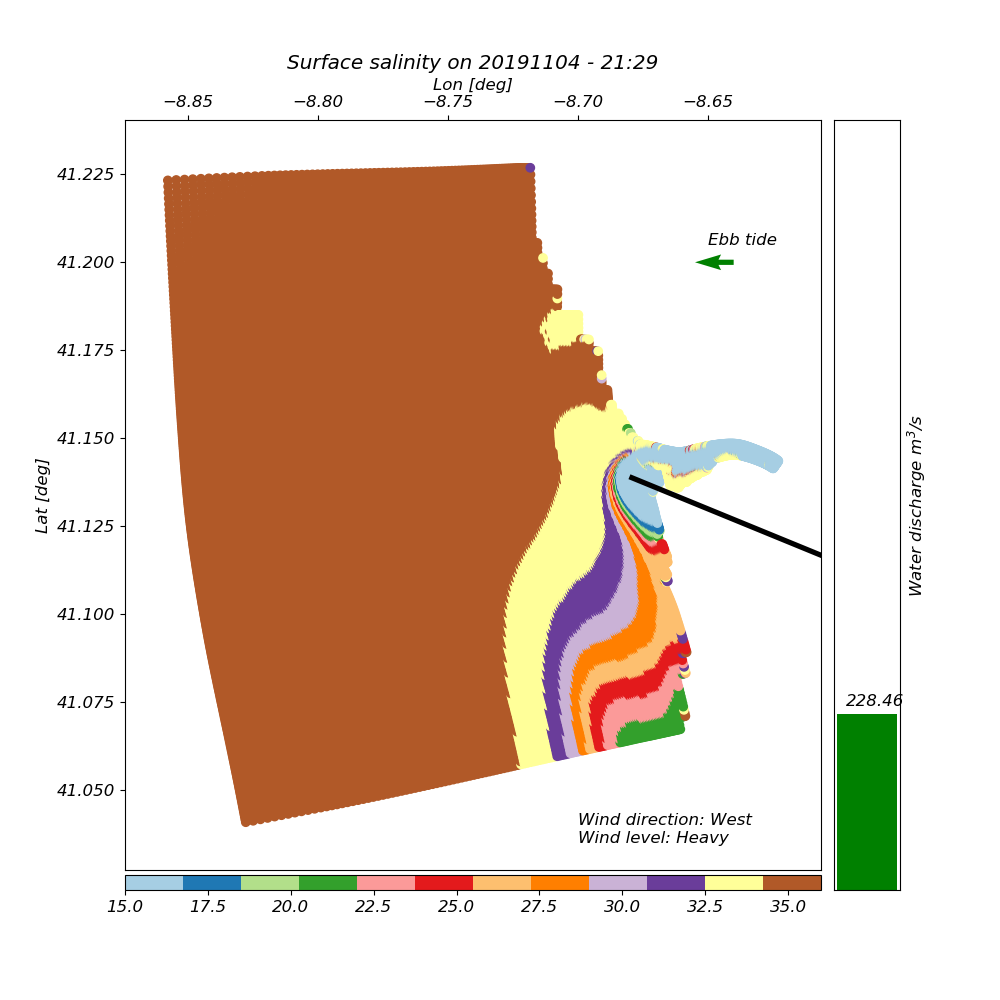 Surface salinity on 20191104 - 21:29
Lon [deg]
−8.85 −8.80 −8.75 −8.70 −8.65
41.225
41.200
41.175
41.150
41.125
41.100
41.075
41.050
Lat [deg]
Ebb tide
Water discharge m³/s
228.46
Wind direction: West
Wind level: Heavy
15.0 17.5 20.0 22.5 25.0 27.5 30.0 32.5 35.0